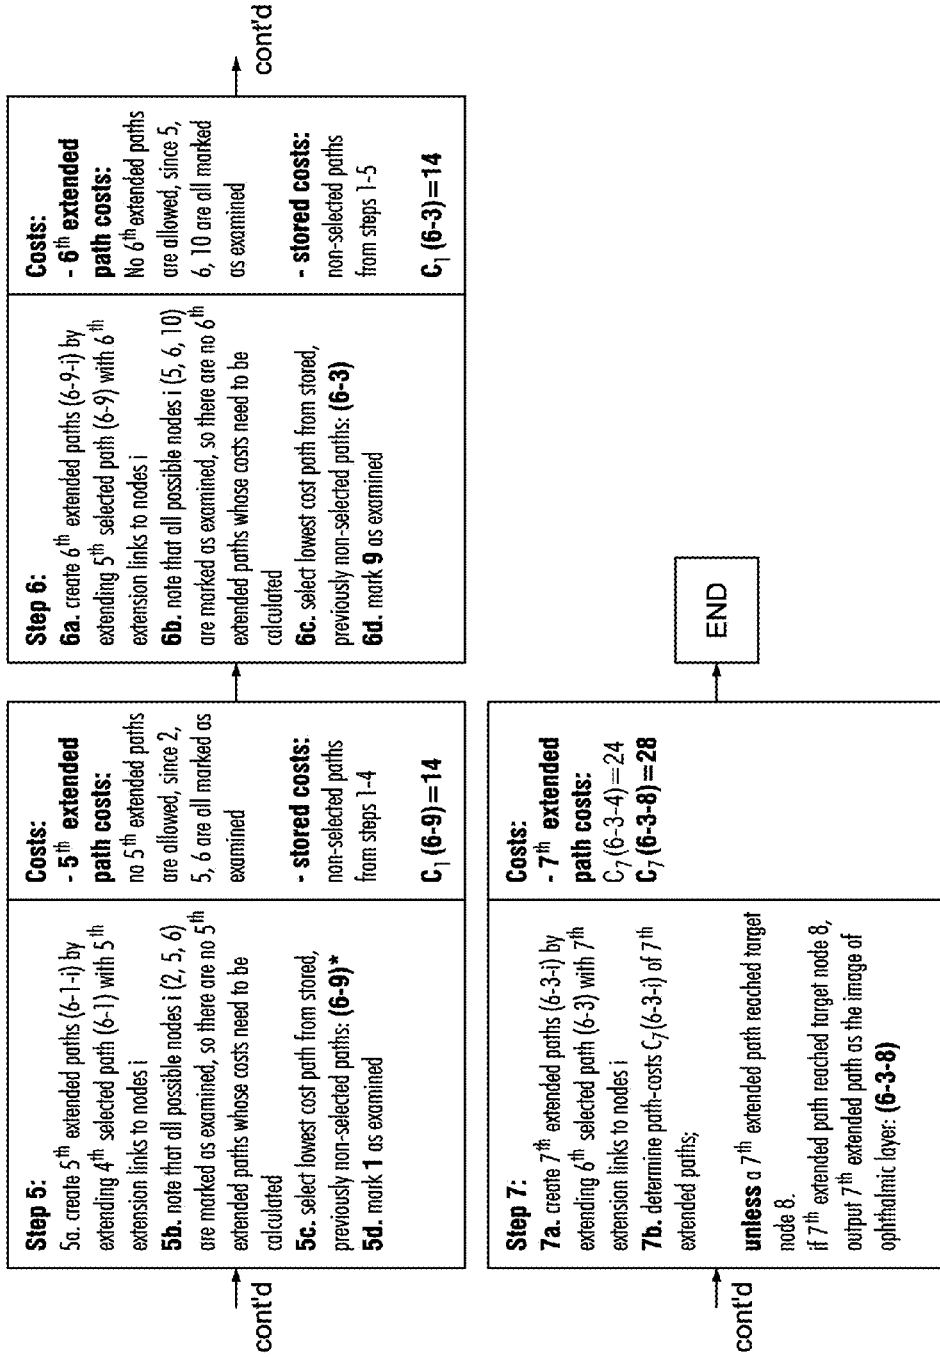 cont'd
Step 5:
5a. create 5th extended paths (6-1-i) by
extending 4th selected path (6-1) with 5th
extension links to nodes i
5b. note that all possible nodes i (2, 5, 6)
are marked as examined, so there are no 5th
extended paths whose costs need to be
calculated
5c. select lowest cost path from stored,
previously non-selected paths: (6-9)*
5d. mark 1 as examined
Costs:
- 5th extended
path costs:
no 5th extended paths
are allowed, since 2,
5, 6 are all marked as
examined
- stored costs:
non-selected paths
from steps 1-4
C1 (6-9)=14
Step 6:
6a. create 6th extended paths (6-9-i) by
extending 5th selected path (6-9) with 6th
extension links to nodes i
6b. note that all possible nodes i (5, 6, 10)
are marked as examined, so there are no 6th
extended paths whose costs need to be
calculated
6c. select lowest cost path from stored,
previously non-selected paths: (6-3)
6d. mark 9 as examined
Costs:
- 6th extended
path costs:
No 6th extended paths
are allowed, since 5,
6, 10 are all marked
as examined
- stored costs:
non-selected paths
from steps 1-5
C1 (6-3)=14
cont'd
cont'd
Step 7:
7a. create 7th extended paths (6-3-i) by
extending 6th selected path (6-3) with 7th
extension links to nodes i
7b. determine path-costs C7(6-3-i) of 7th
extended paths;
unless a 7th extended path reached target
node 8.
if 7th extended path reached target node 8,
output 7th extended path as the image of
ophthalmic layer: (6-3-8)
Costs:
- 7th extended
path costs:
C7(6-3-4)=24
C7(6-3-8)=28
END